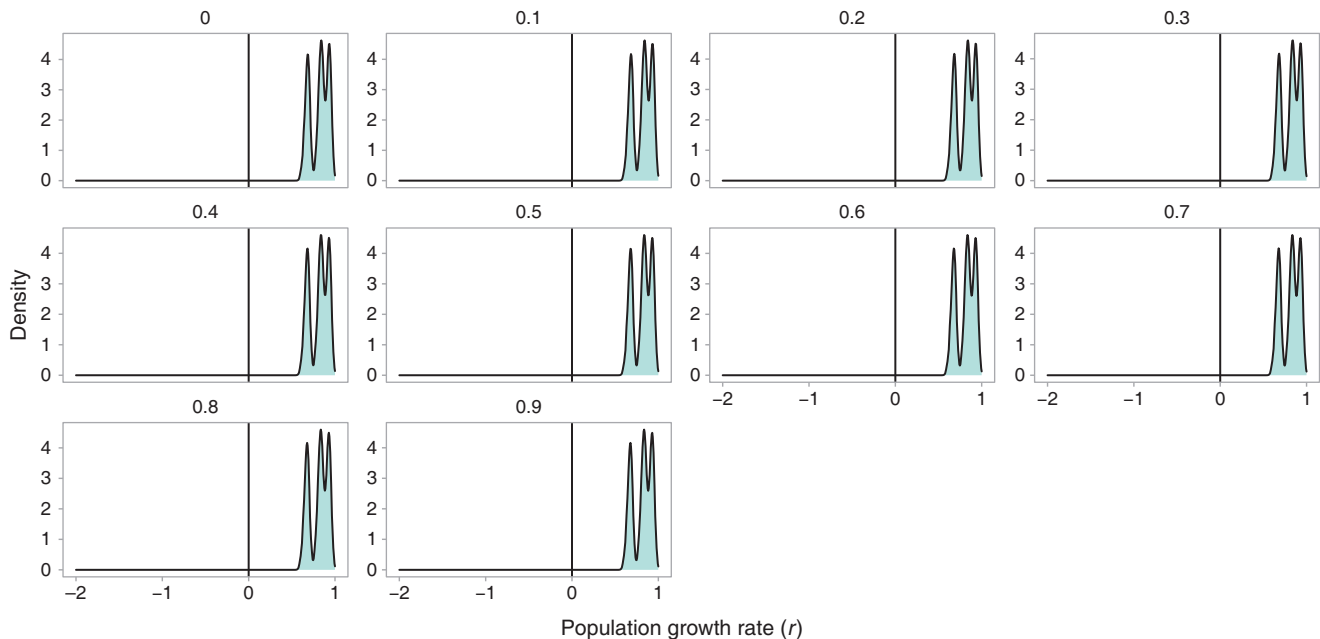 0 0.1 0.2 0.3
4 4 4 4
3 3 3 3
2 2 2 2
1 1 1 1
0 0 0 0
0.4 0.5 0.6 0.7
4 4 4 4
3 3 3 3
2 2 2 2
1 1 1 1
0 0 0 0
−2 −1 0 1 −2 −1 0 1
0.8 0.9
4 4
3 3
2 2
1 1
0 0
−2 −1 0 1 −2 −1 0 1
Density
Population growth rate (r)